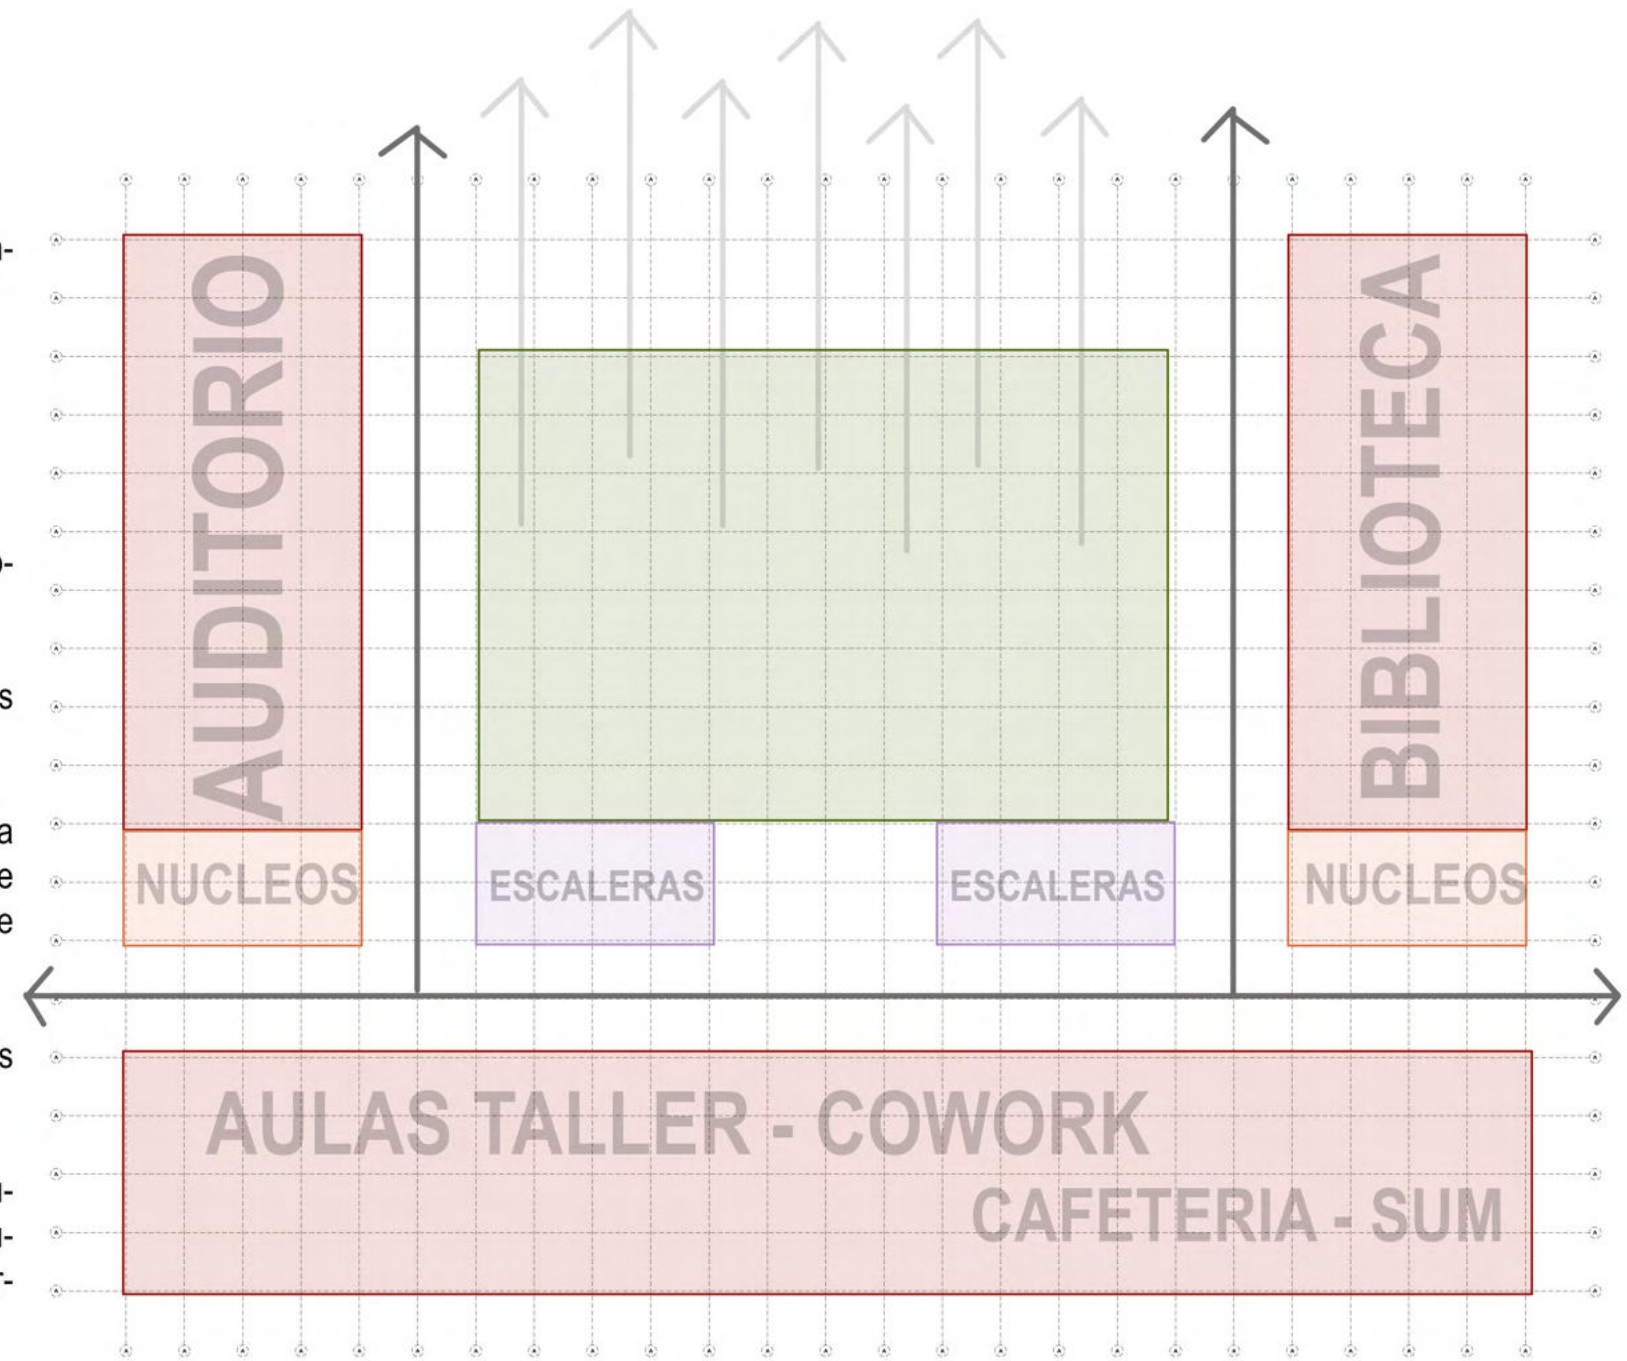 AUDITORIO
BIBLIOTECA
NUCLEOS
ESCALERAS
ESCALERAS
NUCLEOS
AULAS TALLER - COWORK
CAFETERIA - SUM
s
a
e
e
s